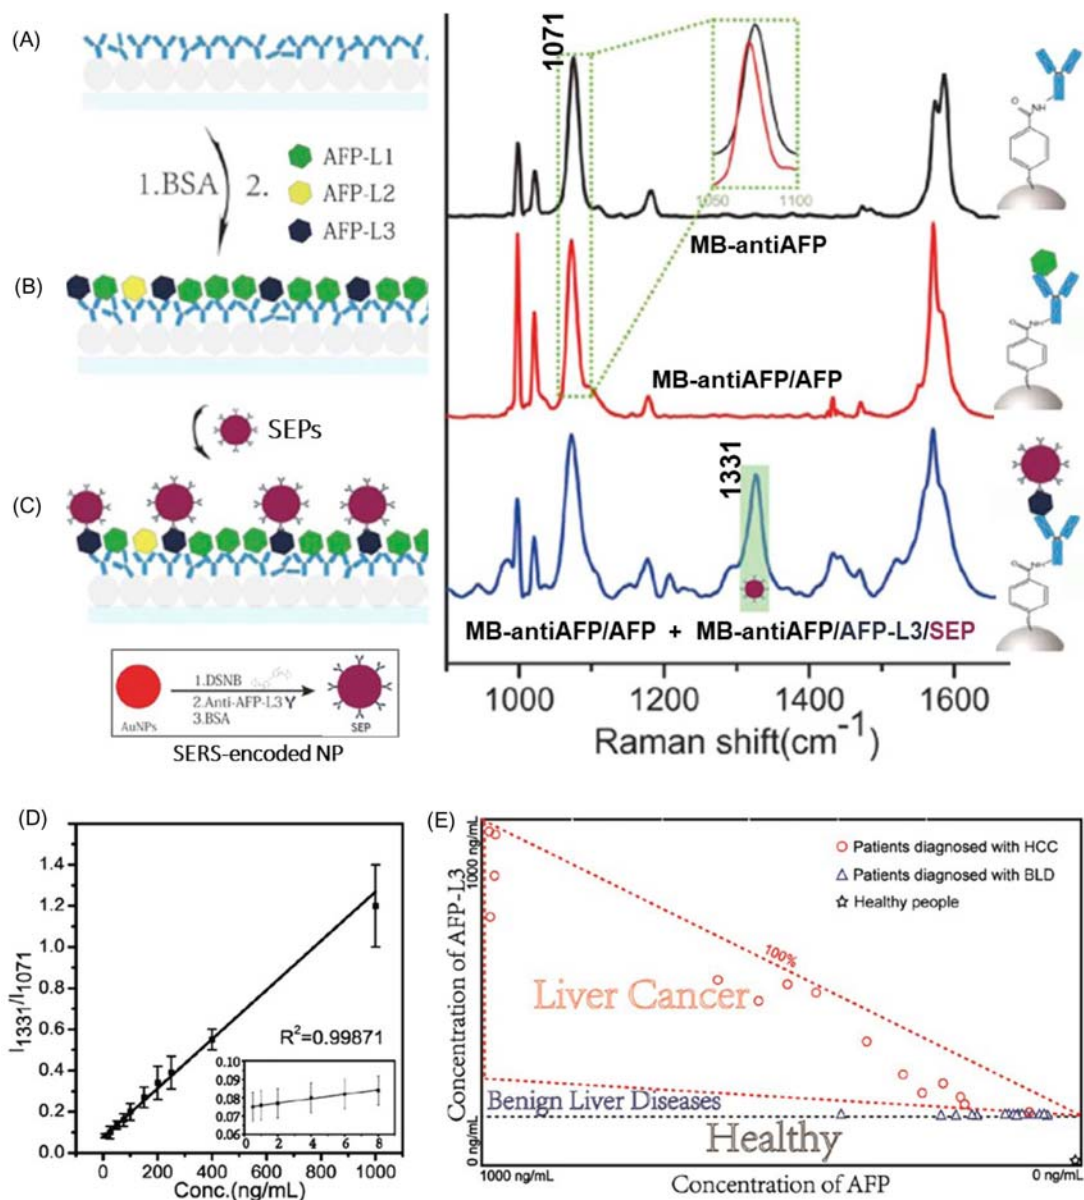 (A)
1.BSA 2.
AFP-L1
AFP-L2
AFP-L3
(B)
SEPs
(C)
AuNPs
1.DSNB
2.Anti-AFP-L3
3.BSA
SEP
SERS-encoded NP
1071
1050 1100
MB-antiAFP
MB-antiAFP/AFP
1331
MB-antiAFP/AFP + MB-antiAFP/AFP-L3/SEP
1000 1200 1400 1600
Raman shift(cm-1)
O
NH
O
NH
O
NH
(D)
I1331/I1071
1.4
1.2
1.0
0.8
0.6
0.4
0.2
0.0
R2=0.99871
0.10
0.09
0.08
0.07
0.06
0 2 4 6 8
0 200 400 600 800 1000
Conc.(ng/mL)
(E)
Concentration of AFP-L3
1000 ng/mL
0 ng/mL
Patients diagnosed with HCC
Patients diagnosed with BLD
Healthy people
100%
Liver Cancer
Benign Liver Diseases
Healthy
1000 ng/mL
0 ng/mL
Concentration of AFP